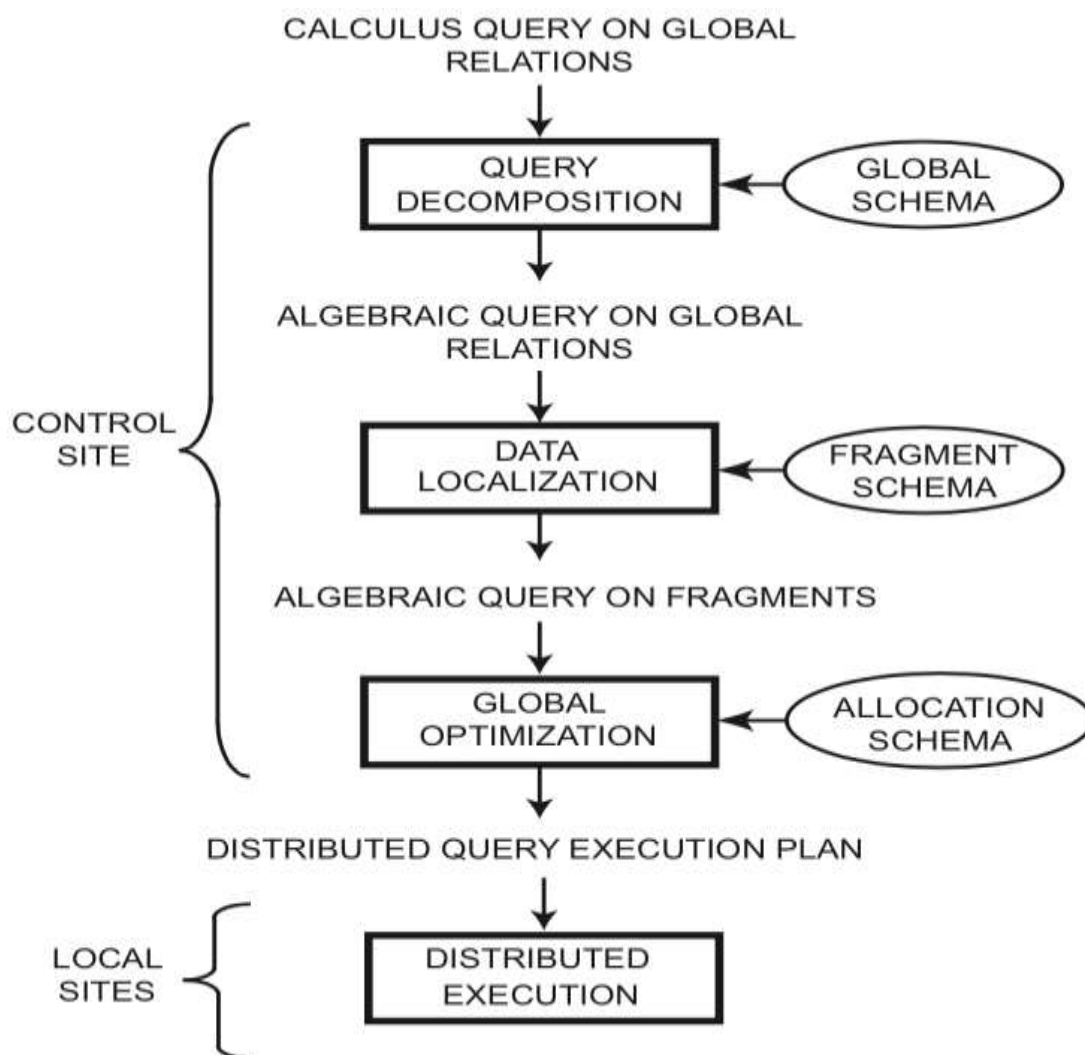 CALCULUS QUERY ON GLOBAL
RELATIONS
QUERY
DECOMPOSITION
GLOBAL
SCHEMA
ALGEBRAIC QUERY ON GLOBAL
RELATIONS
CONTROL
SITE
DATA
LOCALIZATION
FRAGMENT
SCHEMA
ALGEBRAIC QUERY ON FRAGMENTS
GLOBAL
OPTIMIZATION
ALLOCATION
SCHEMA
DISTRIBUTED QUERY EXECUTION PLAN
LOCAL
SITES
DISTRIBUTED
EXECUTION